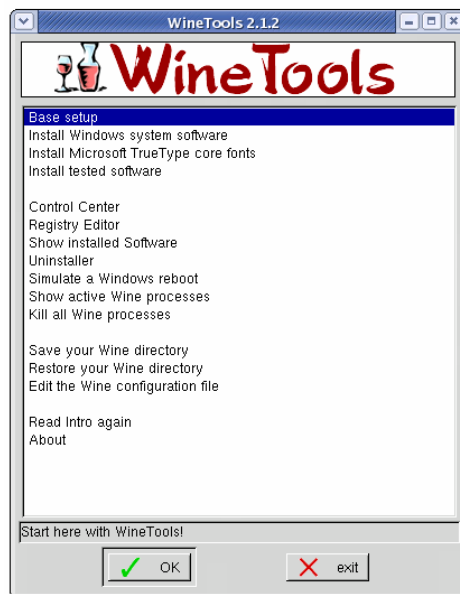 WineTools 2.1.2
WineTools
Base setup
Install Windows system software
Install Microsoft TrueType core fonts
Install tested software
Control Center
Registry Editor
Show installed Software
Uninstaller
Simulate a Windows reboot
Show active Wine processes
Kill all Wine processes
Save your Wine directory
Restore your Wine directory
Edit the Wine configuration file
Read Intro again
About
Start here with WineTools!
OK
exit